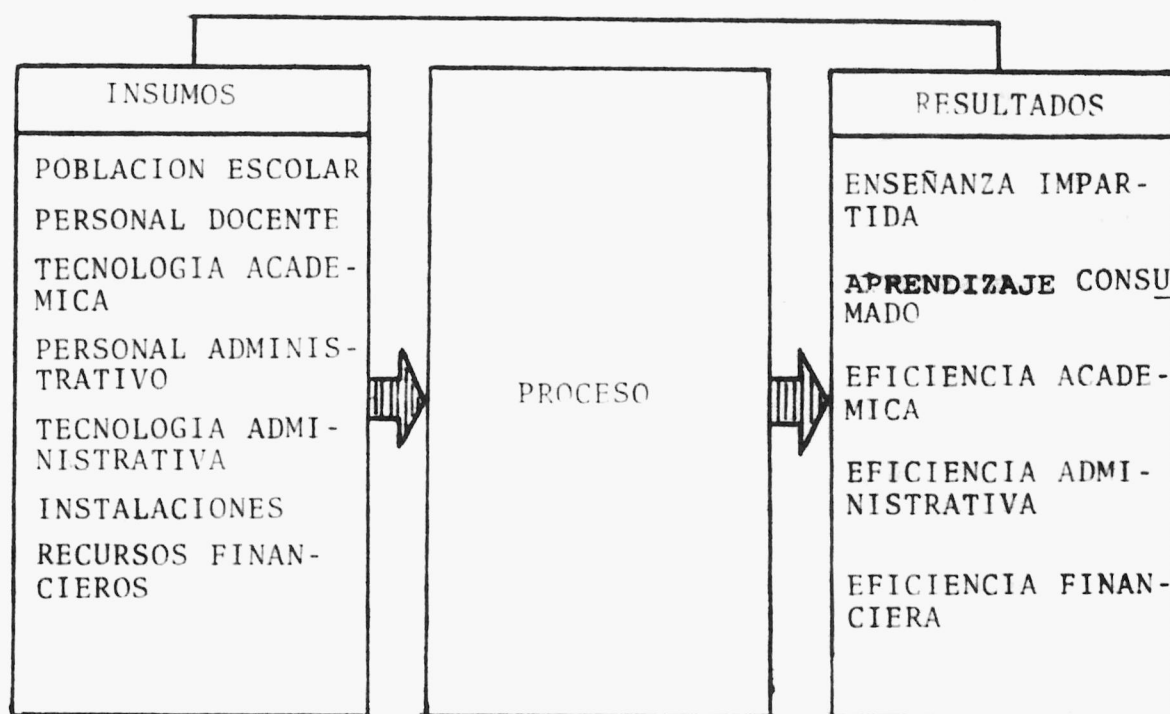 INSUMOS
POBLACION ESCOLAR
PERSONAL DOCENTE
TECNOLOGIA ACADE-
MICA
PERSONAL ADMINIS-
TRATIVO
TECNOLOGIA ADMI-
NISTRATIVA
INSTALACIONES
RECURSOS FINAN-
CIEROS
PROCESO
RESULTADOS
ENSEÑANZA IMPAR-
TIDA
APRENDIZAJE CONSU
MADO
EFICIENCIA ACADE-
MICA
EFICIENCIA ADMI-
NISTRATIVA
EFICIENCIA FINAN-
CIERA